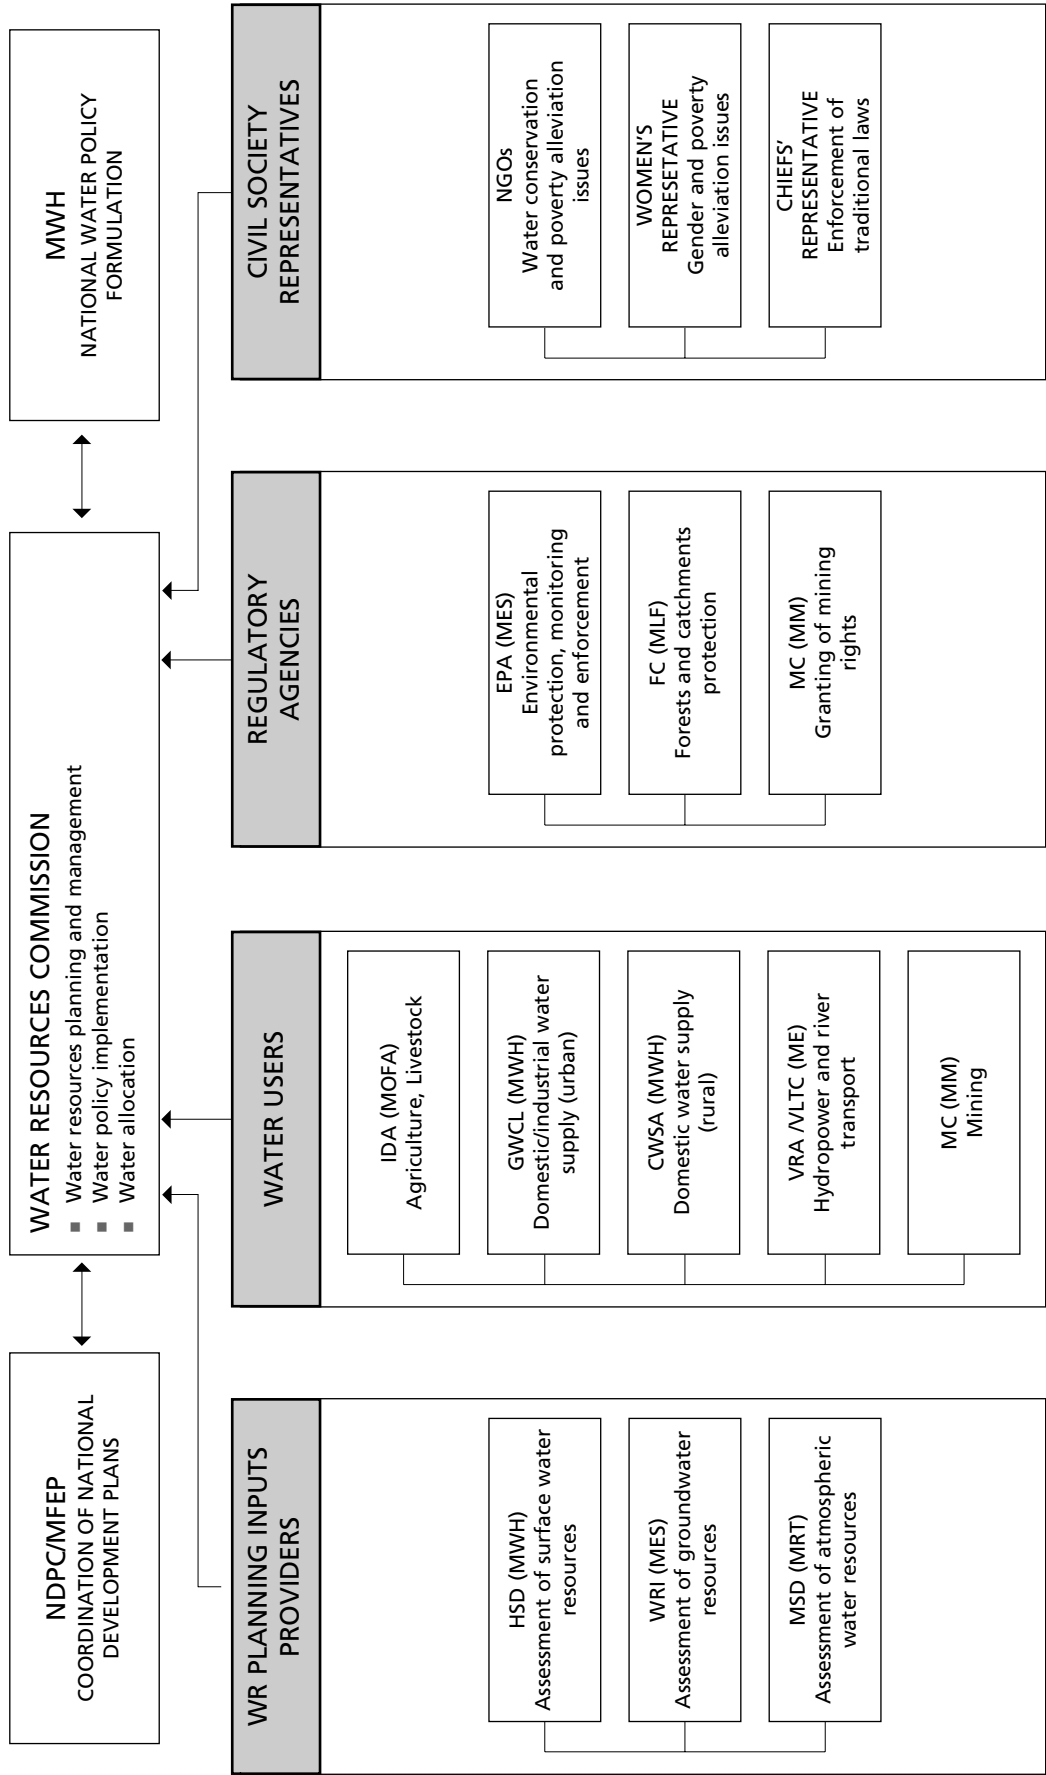 NDPC/MFEP
COORDINATION OF NATIONAL
DEVELOPMENT PLANS
WATER RESOURCES COMMISSION
■ Water resources planning and management
■ Water policy implementation
■ Water allocation
MWH
NATIONAL WATER POLICY
FORMULATION
WR PLANNING INPUTS
PROVIDERS
HSD (MWH)
Assessment of surface water
resources
WRI (MES)
Assessment of groundwater
resources
MSD (MRT)
Assessment of atmospheric
water resources
WATER USERS
IDA (MOFA)
Agriculture, Livestock
GWCL (MWH)
Domestic/industrial water
supply (urban)
CWSA (MWH)
Domestic water supply
(rural)
VRA /VLTC (ME)
Hydropower and river
transport
MC (MM)
Mining
REGULATORY
AGENCIES
EPA (MES)
Environmental
protection, monitoring
and enforcement
FC (MLF)
Forests and catchments
protection
MC (MM)
Granting of mining
rights
CIVIL SOCIETY
REPRESENTATIVES
NGOs
Water conservation
and poverty alleviation
issues
WOMEN'S
REPRESETATIVE
Gender and poverty
alleviation issues
CHIEFS'
REPRESENTATIVE
Enforcement of
traditional laws